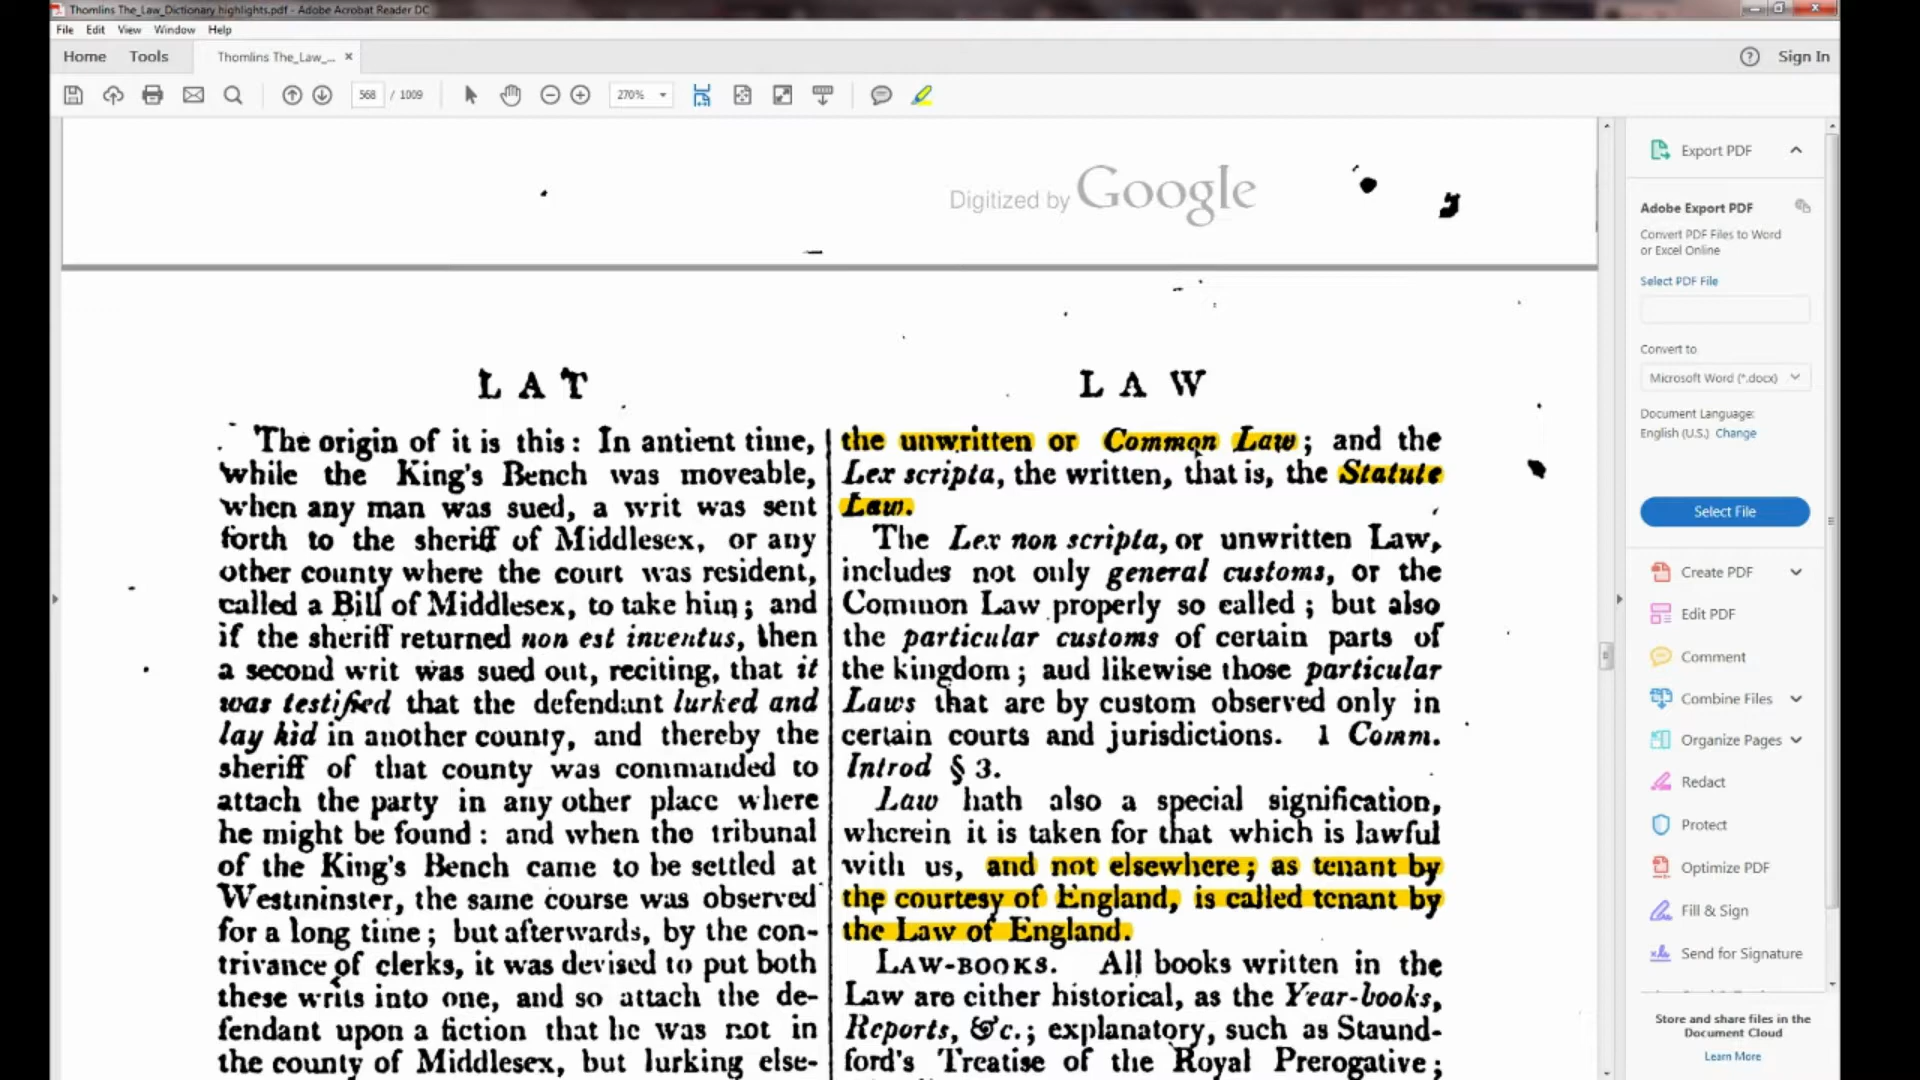 Thomlins The_Law_Dictionary highlights.pdf - Adobe Acrobat Reader DC
File Edit View Window Help
Home Tools Thomlins The_Law_... × Sign In
568 / 1009 270%
Digitized by Google
L A T
The origin of it is this: In antient time,
while the King's Bench was moveable,
when any man was sued, a writ was sent
forth to the sheriff of Middlesex, or any
other county where the court was resident,
called a Bill of Middlesex, to take him; and
if the sheriff returned non est inventus, then
a second writ was sued out, reciting, that it
was testified that the defendant lurked and
lay hid in another county, and thereby the
sheriff of that county was commanded to
attach the party in any other place where
he might be found: and when the tribunal
of the King's Bench came to be settled at
Westminster, the same course was observed
for a long time; but afterwards, by the con-
trivance of clerks, it was devised to put both
these writs into one, and so attach the de-
fendant upon a fiction that he was not in
the county of Middlesex, but lurking else-
L A W
the unwritten or Common Law; and the
Lex scripta, the written, that is, the Statute
Law.
The Lex non scripta, or unwritten Law,
includes not only general customs, or the
Common Law properly so called; but also
the particular customs of certain parts of
the kingdom; and likewise those particular
Laws that are by custom observed only in
certain courts and jurisdictions. 1 Comm.
Introd § 3.
Law hath also a special signification,
wherein it is taken for that which is lawful
with us, and not elsewhere; as tenant by
the courtesy of England, is called tenant by
the Law of England.
LAW-BOOKS. All books written in the
Law are either historical, as the Year-books,
Reports, &c.; explanatory, such as Staund-
ford's Treatise of the Royal Prerogative;
Export PDF
Adobe Export PDF
Convert PDF Files to Word
or Excel Online
Select PDF File
Convert to
Microsoft Word (*.docx)
Document Language:
English (U.S.) Change
Select File
Create PDF
Edit PDF
Comment
Combine Files
Organize Pages
Redact
Protect
Optimize PDF
Fill & Sign
Send for Signature
Store and share files in the
Document Cloud
Learn More